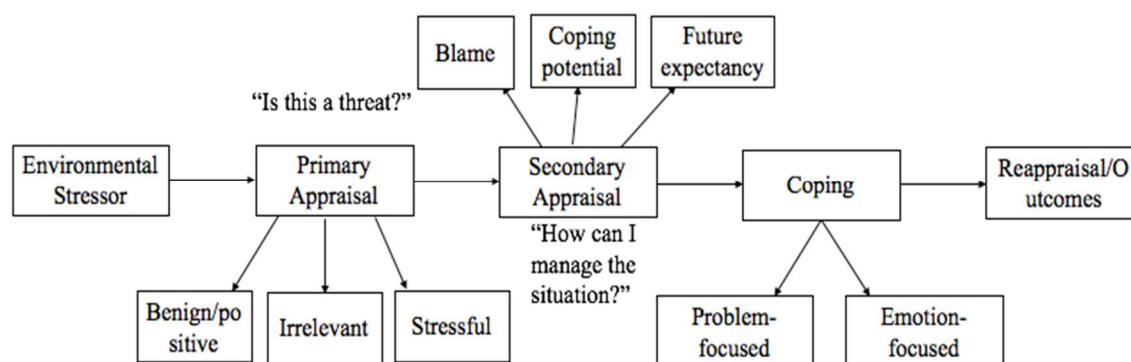 Blame
Coping
potential
Future
expectancy
“Is this a threat?”
Environmental
Stressor
Primary
Appraisal
Secondary
Appraisal
Coping
Reappraisal/O
utcomes
“How can I
manage the
situation?”
Benign/po
sitive
Irrelevant
Stressful
Problem-
focused
Emotion-
focused